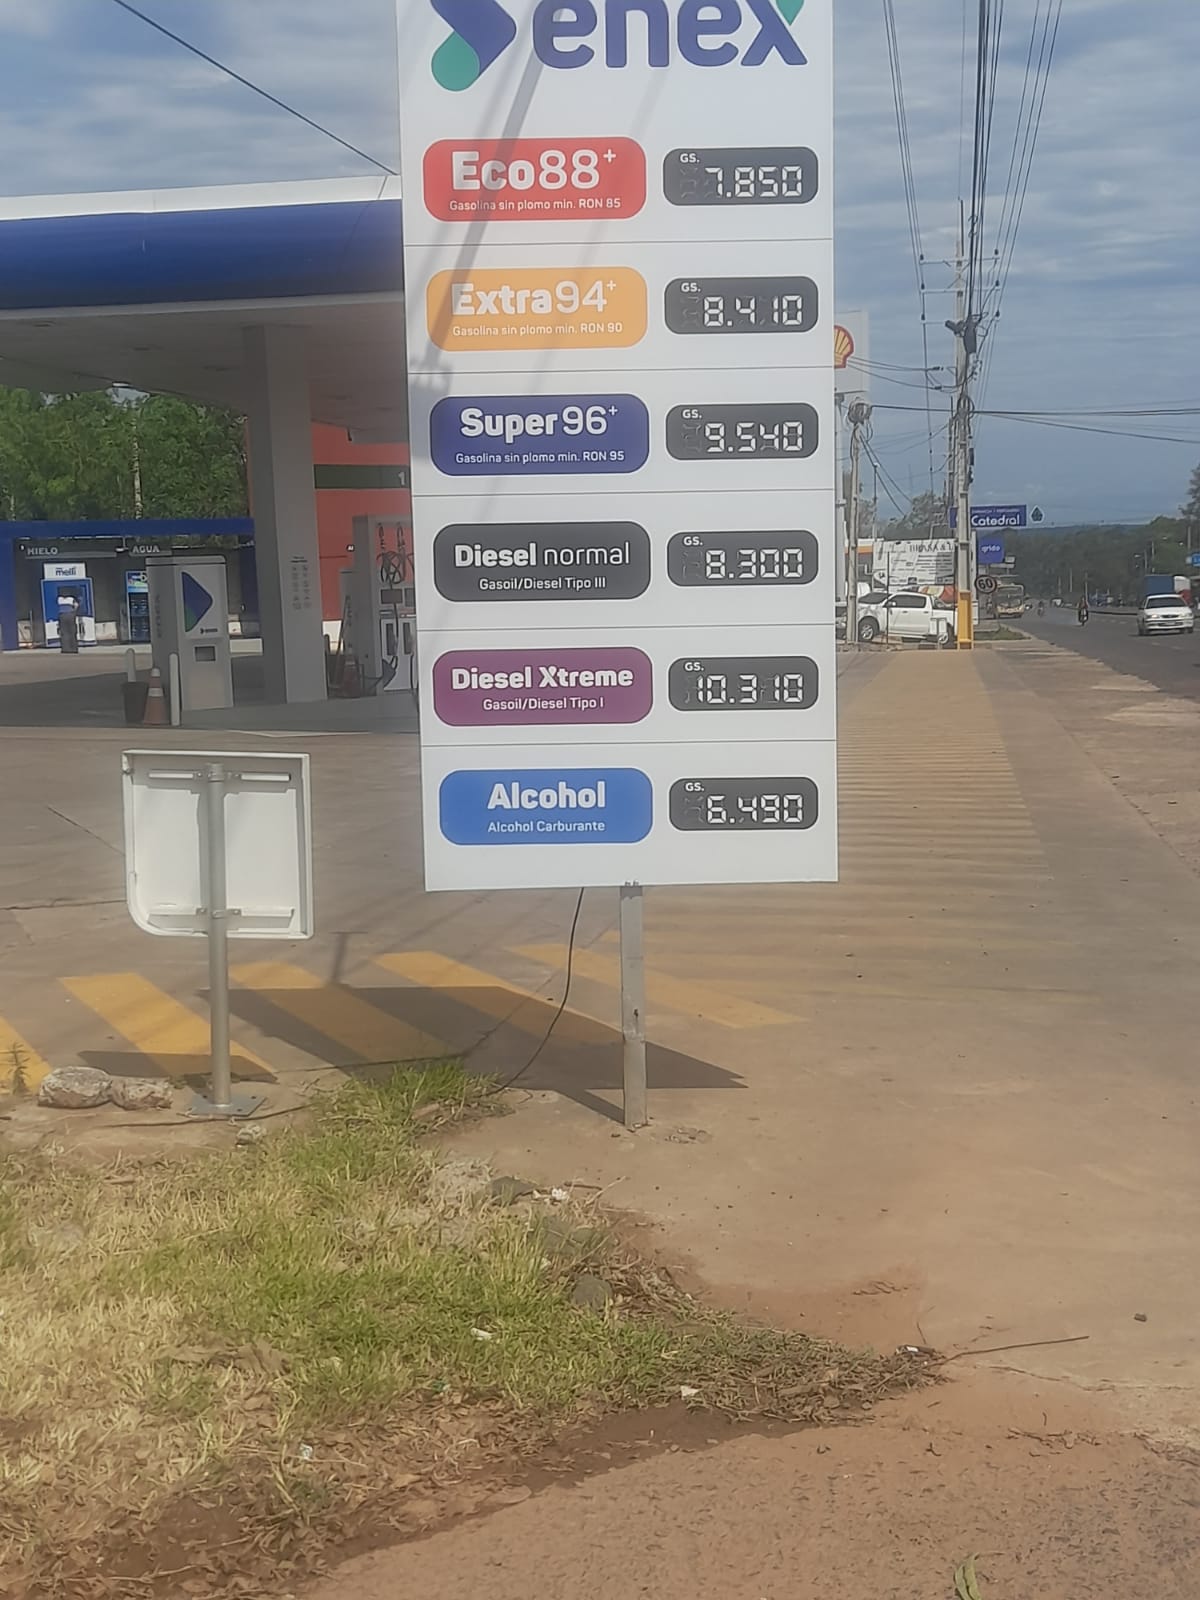 enex
Eco88+
Gasolina sin plomo min. RON 85
GS.
7.850
Extra94+
Gasolina sin plomo min. RON 90
GS.
8.410
Super96+
Gasolina sin plomo min. RON 95
GS.
9.540
Diesel normal
Gasoil/Diesel Tipo III
GS.
8.300
Diesel Xtreme
Gasoil/Diesel Tipo I
GS.
10.310
Alcohol
Alcohol Carburante
GS.
6.490
HIELO
AGUA
melli
1
Catedral
grido
60